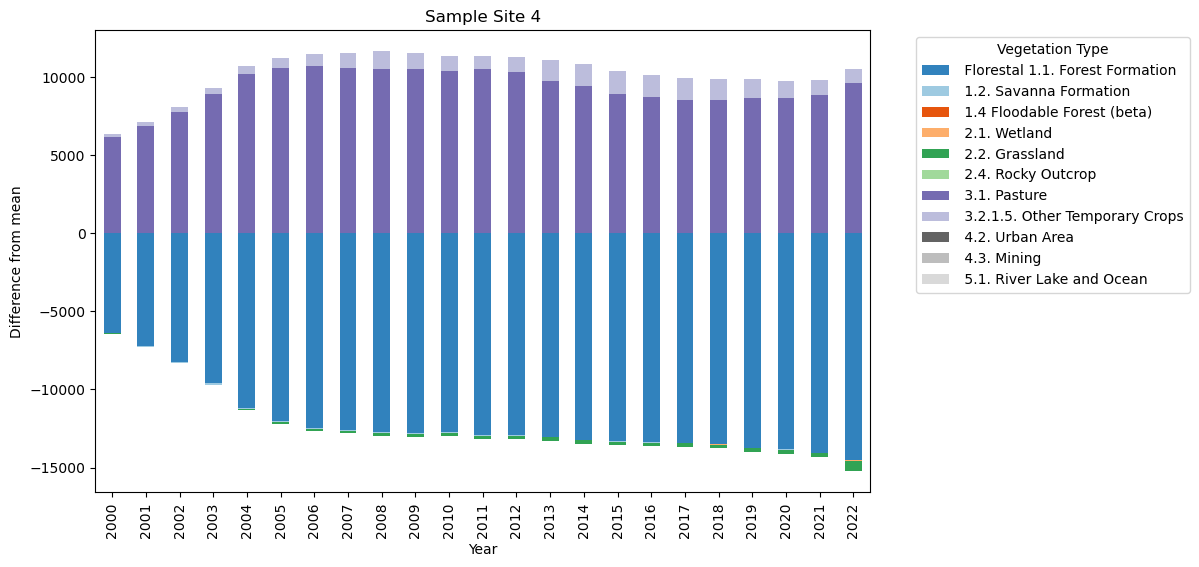 Sample Site 4
Difference from mean
10000
5000
0
−5000
−10000
−15000
2000
2001
2002
2003
2004
2005
2006
2007
2008
2009
2010
2011
2012
2013
2014
2015
2016
2017
2018
2019
2020
2021
2022
Year
Vegetation Type
Florestal 1.1. Forest Formation
1.2. Savanna Formation
1.4 Floodable Forest (beta)
2.1. Wetland
2.2. Grassland
2.4. Rocky Outcrop
3.1. Pasture
3.2.1.5. Other Temporary Crops
4.2. Urban Area
4.3. Mining
5.1. River Lake and Ocean